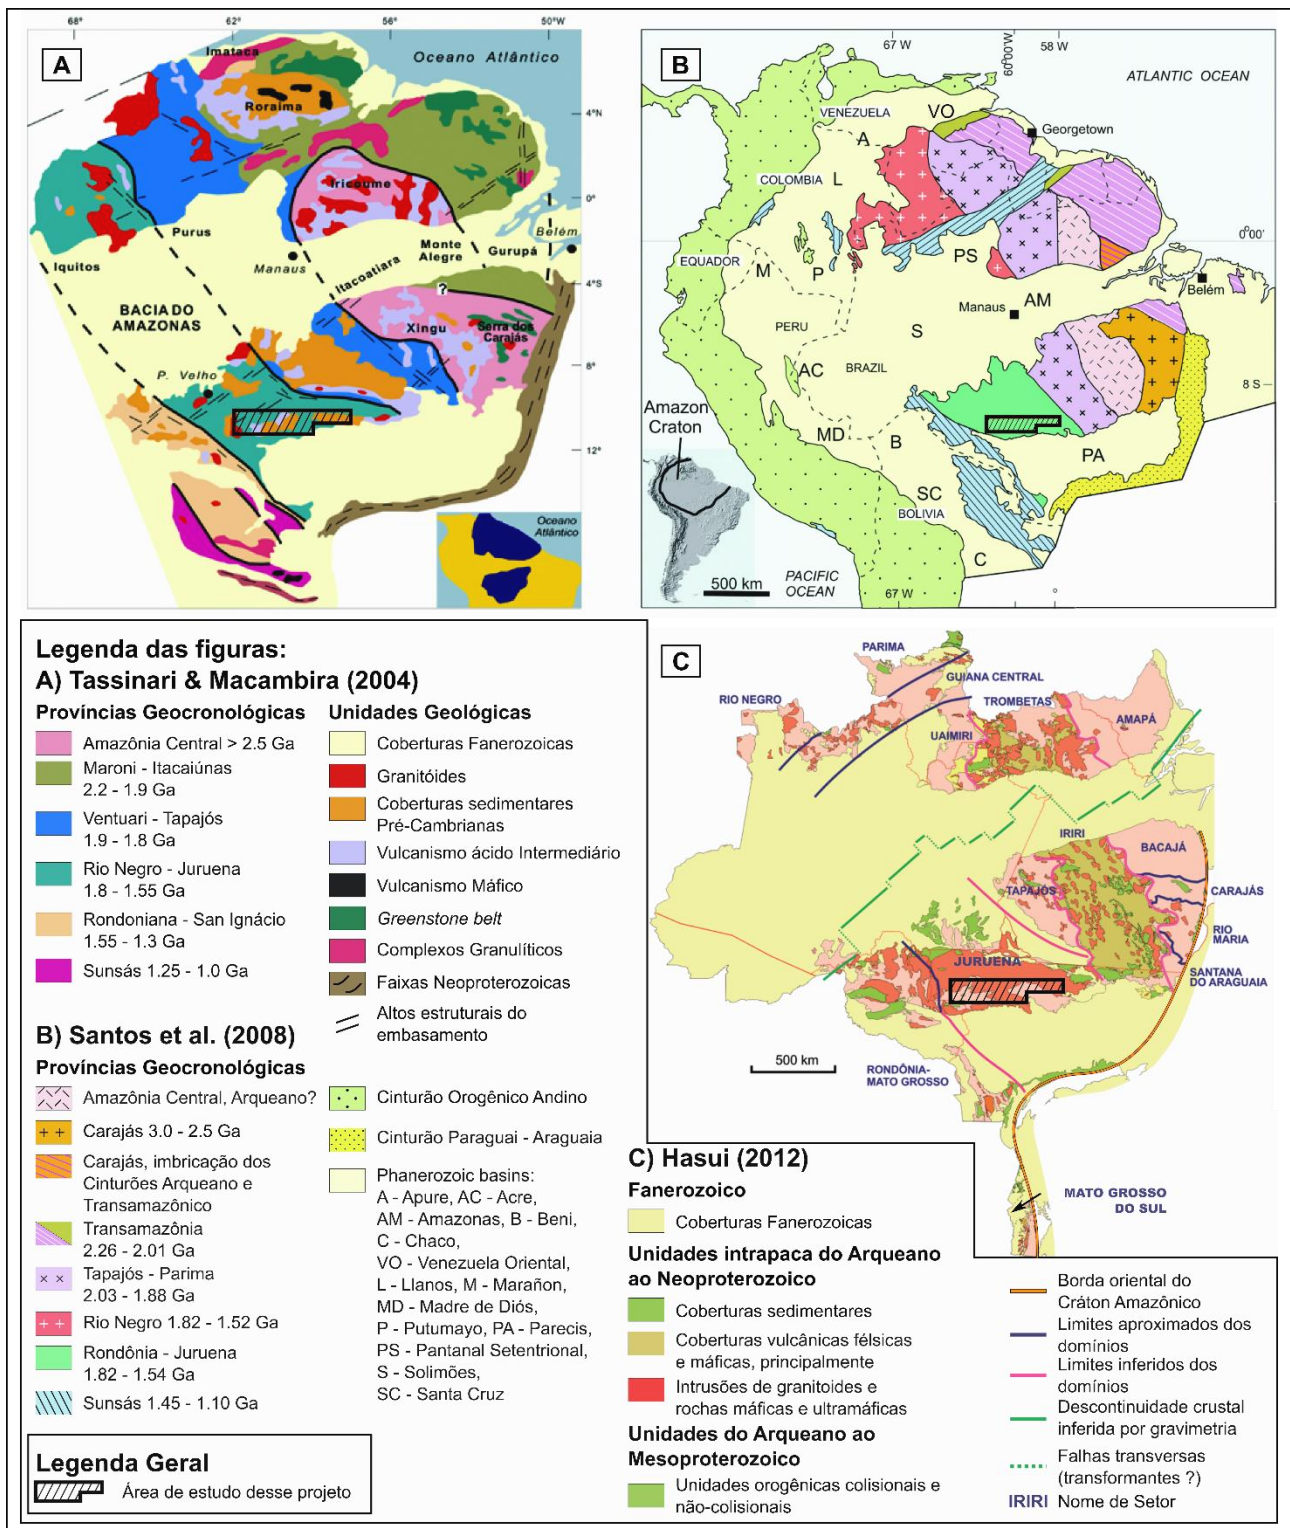 68°
62°
56°
50°W
A
Imataca
Oceano Atlântico
Roraima
4°N
Iricoume
0°
Purus
Iquitos
Manaus
Monte
Alegre
Gurupá
Belém
Itacoatiara
4°S
?
BACIA DO
AMAZONAS
Xingu
Serra dos
Carajás
P. Velho
8°
12°
Oceano
Atlântico
B
67 W
60°00'W
58 W
ATLANTIC OCEAN
VENEZUELA
VO
Georgetown
A
COLOMBIA
L
0°00'
EQUADOR
M
P
PS
Manaus
AM
Belém
PERU
S
AC
BRAZIL
8 S
Amazon
Craton
MD
B
PA
SC
BOLIVIA
C
500 km
PACIFIC
OCEAN
67 W
Legenda das figuras:
A) Tassinari & Macambira (2004)
Províncias Geocronológicas
Amazônia Central > 2.5 Ga
Maroni - Itacaiúnas
2.2 - 1.9 Ga
Ventuari - Tapajós
1.9 - 1.8 Ga
Rio Negro - Juruena
1.8 - 1.55 Ga
Rondoniana - San Ignácio
1.55 - 1.3 Ga
Sunsás 1.25 - 1.0 Ga
Unidades Geológicas
Coberturas Fanerozoicas
Granitóides
Coberturas sedimentares
Pré-Cambrianas
Vulcanismo ácido Intermediário
Vulcanismo Máfico
Greenstone belt
Complexos Granulíticos
Faixas Neoproterozoicas
Altos estruturais do
embasamento
B) Santos et al. (2008)
Províncias Geocronológicas
Amazônia Central, Arqueano?
Carajás 3.0 - 2.5 Ga
Carajás, imbricação dos
Cinturões Arqueano e
Transamazônico
Transamazônia
2.26 - 2.01 Ga
Tapajós - Parima
2.03 - 1.88 Ga
Rio Negro 1.82 - 1.52 Ga
Rondônia - Juruena
1.82 - 1.54 Ga
Sunsás 1.45 - 1.10 Ga
Cinturão Orogênico Andino
Cinturão Paraguai - Araguaia
Phanerozoic basins:
A - Apure, AC - Acre,
AM - Amazonas, B - Beni,
C - Chaco,
VO - Venezuela Oriental,
L - Llanos, M - Marañon,
MD - Madre de Diós,
P - Putumayo, PA - Parecis,
PS - Pantanal Setentrional,
S - Solimões,
SC - Santa Cruz
Legenda Geral
Área de estudo desse projeto
C
PARIMA
GUIANA CENTRAL
RIO NEGRO
TROMBETAS
AMAPÁ
UAIMIRI
IRIRI
BACAJÁ
TAPAJÓS
CARAJÁS
RIO
MARIA
JURUENA
SANTANA
DO ARAGUAIA
500 km
RONDÔNIA-
MATO GROSSO
MATO GROSSO
DO SUL
C) Hasui (2012)
Fanerozoico
Coberturas Fanerozoicas
Unidades intrapaca do Arqueano
ao Neoproterozoico
Coberturas sedimentares
Coberturas vulcânicas félsicas
e máficas, principalmente
Intrusões de granitoides e
rochas máficas e ultramáficas
Unidades do Arqueano ao
Mesoproterozoico
Unidades orogênicas colisionais e
não-colisionais
Borda oriental do
Cráton Amazônico
Limites aproximados dos
domínios
Limites inferidos dos
domínios
Descontinuidade crustal
inferida por gravimetria
Falhas transversas
(transformantes ?)
IRIRI Nome de Setor